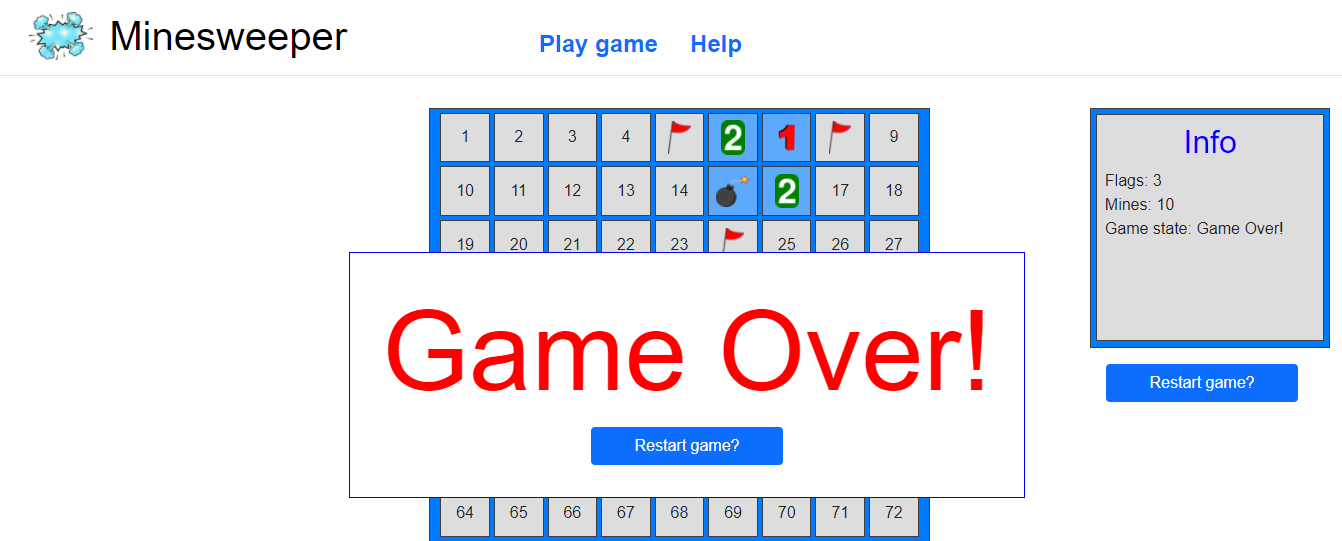 Minesweeper
Play game Help
1 2 3 4 2 1 9
10 11 12 13 14 2 17 18
19 20 21 22 23 25 26 27
Game Over!
Restart game?
64 65 66 67 68 69 70 71 72
Info
Flags: 3
Mines: 10
Game state: Game Over!
Restart game?